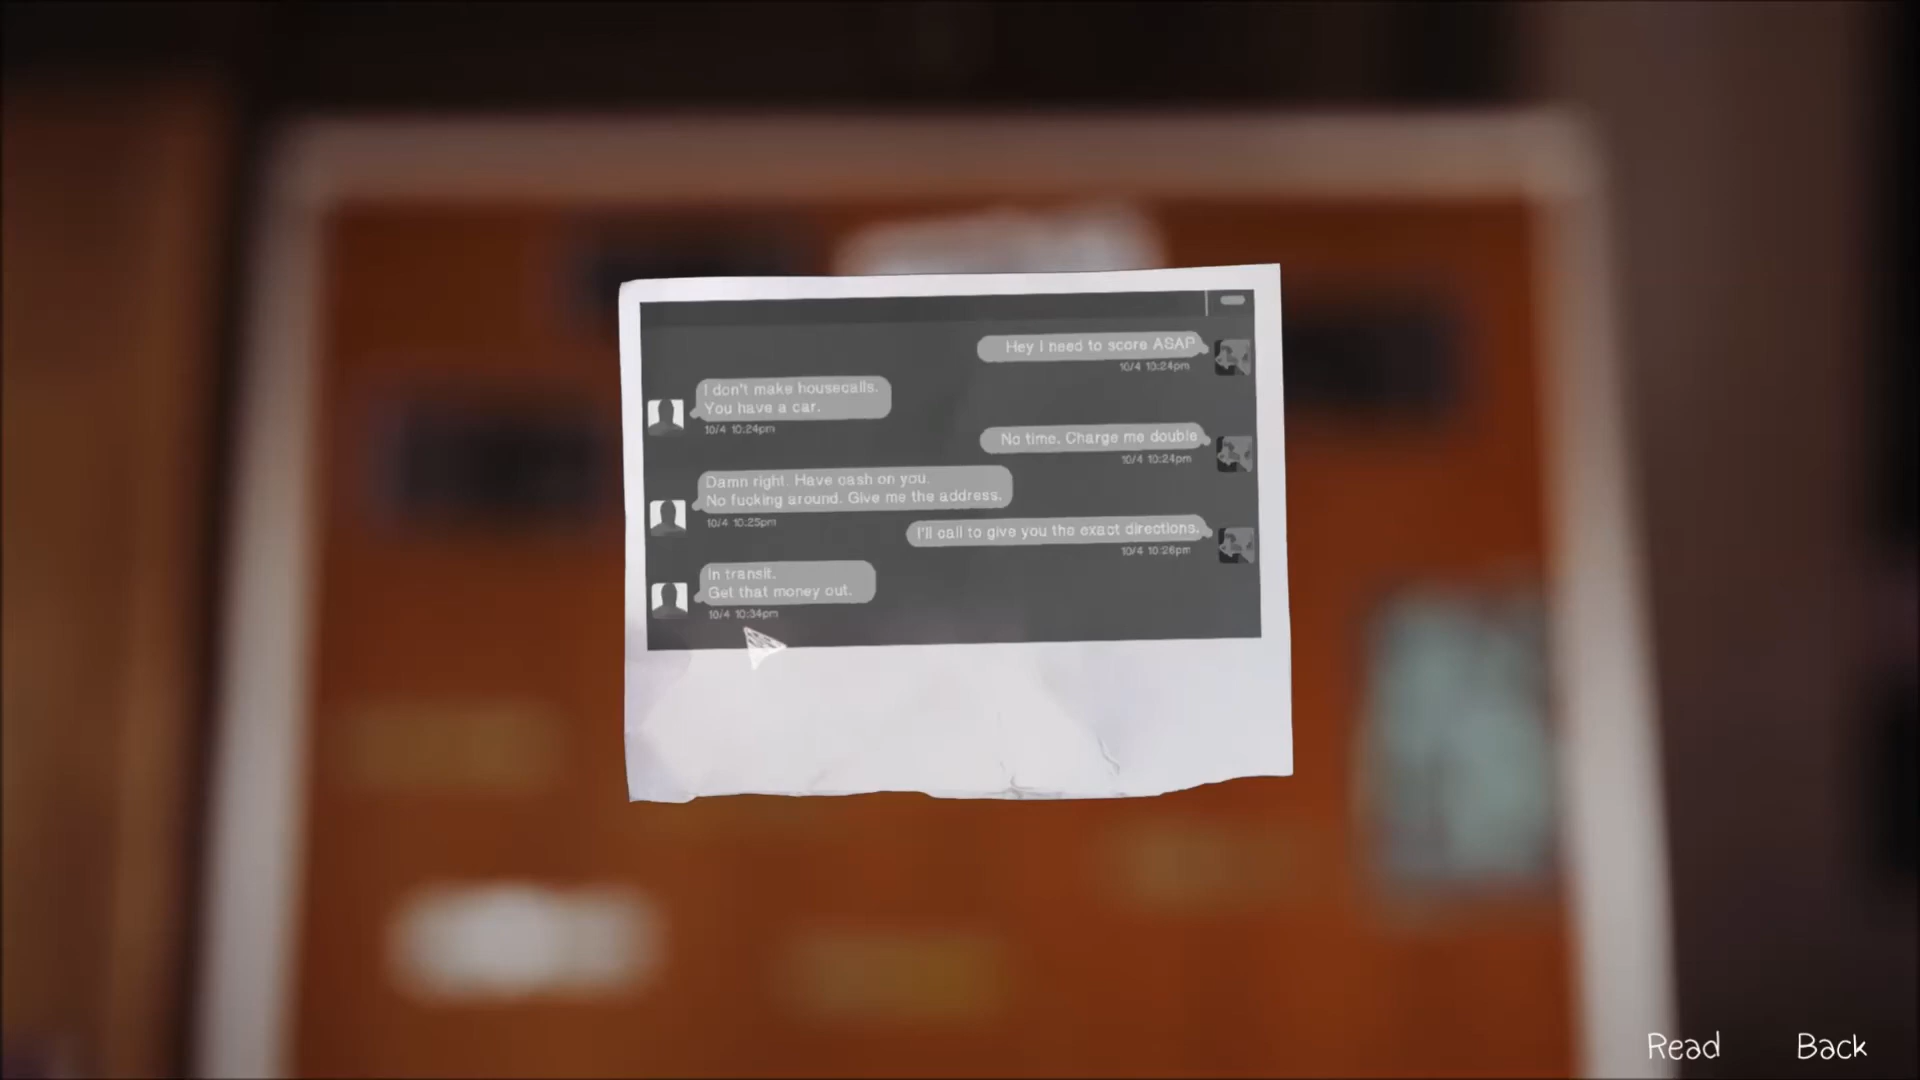 Hey I need to score ASAP
10/4 10:24pm
I don't make housecalls.
You have a car.
10/4 10:24pm
No time. Charge me double
10/4 10:24pm
Damn right. Have cash on you.
No fucking around. Give me the address.
10/4 10:25pm
I'll call to give you the exact directions.
10/4 10:26pm
In transit.
Get that money out.
10/4 10:34pm
Read
Back